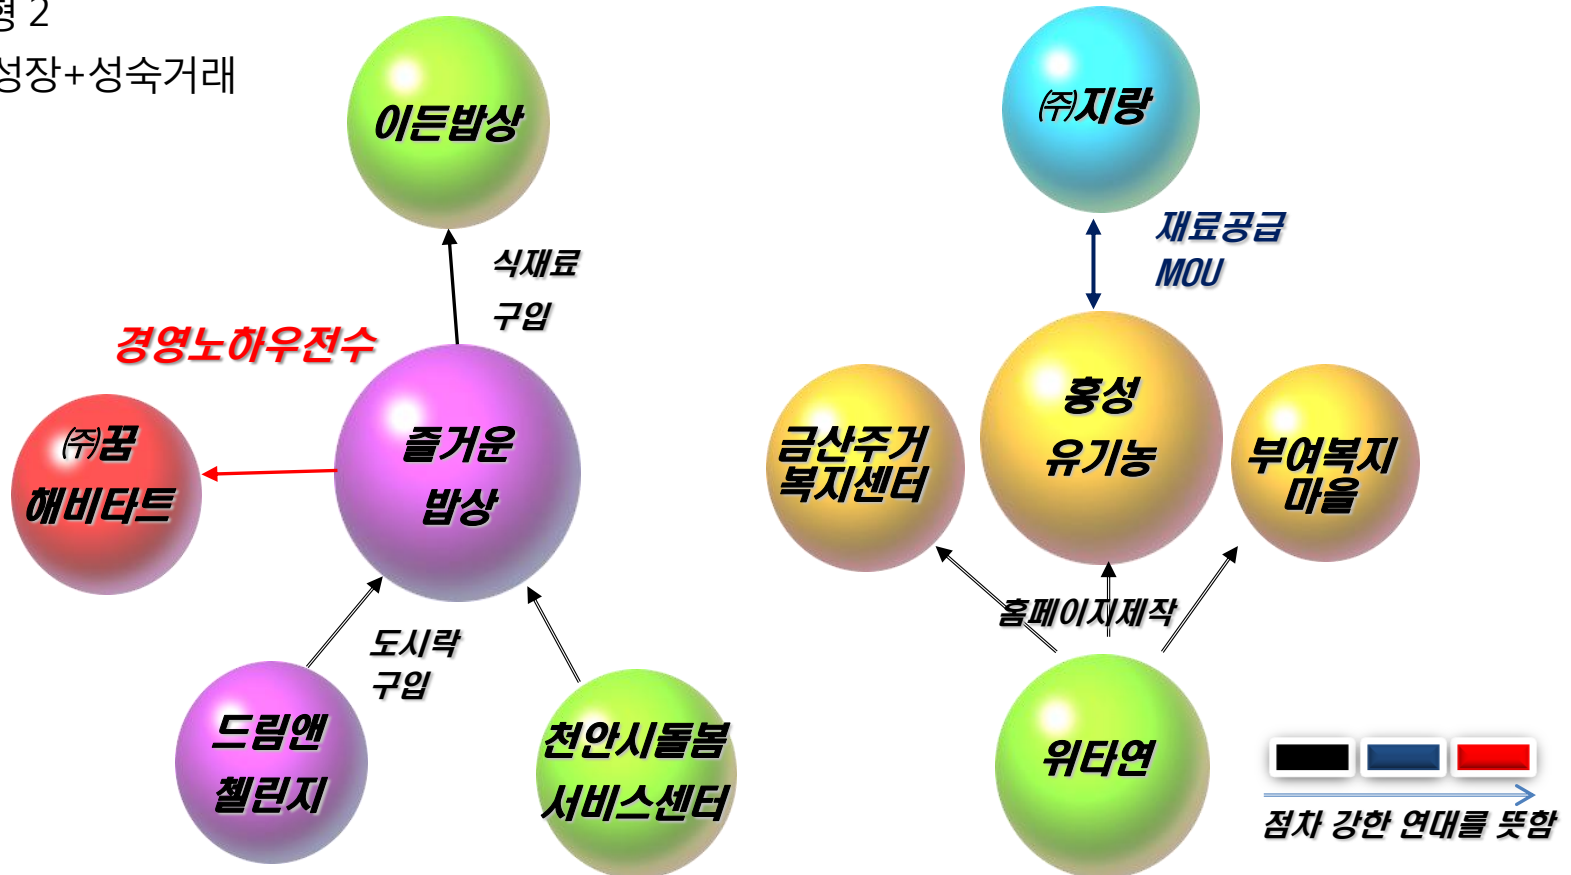 형 2
성장+성숙거래
이든밥상
식재료
구입
경영노하우전수
㈜꿈
해비타트
즐거운
밥상
도시락
구입
드림앤
첼린지
천안시돌봄
서비스센터
㈜지랑
재료공급
MOU
홍성
유기농
금산주거
복지센터
부여복지
마을
홈페이지제작
위타연
점차 강한 연대를 뜻함